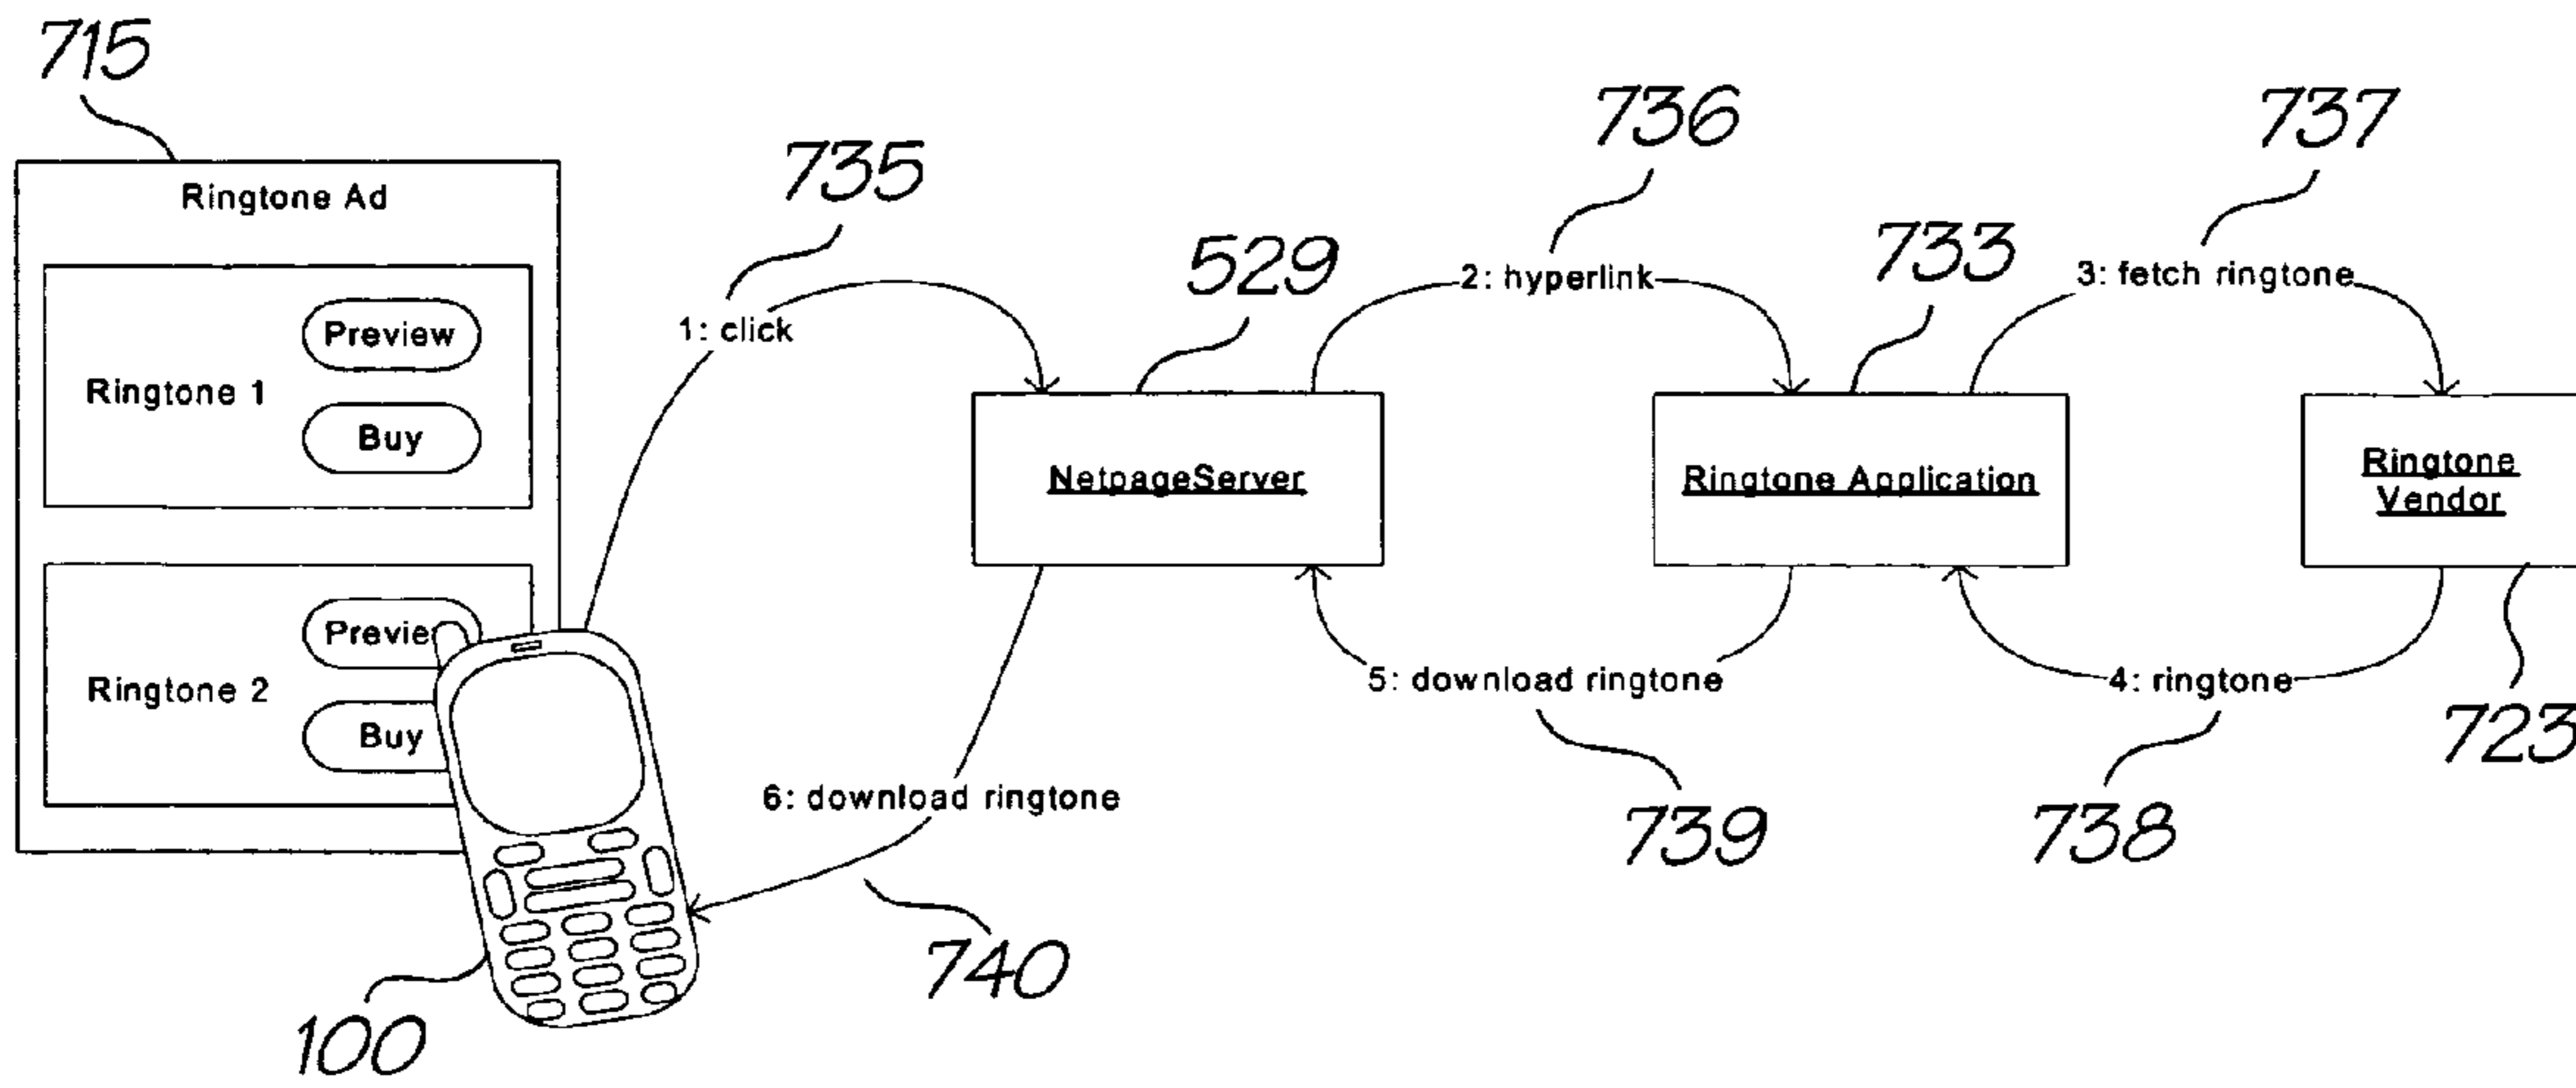 715
Ringtone Ad
Ringtone 1
Preview
Buy
Ringtone 2
Preview
Buy
100
735
1: click
529
NetpageServer
736
2: hyperlink
733
Ringtone Application
737
3: fetch ringtone
Ringtone
Vendor
723
4: ringtone
738
5: download ringtone
739
6: download ringtone
740